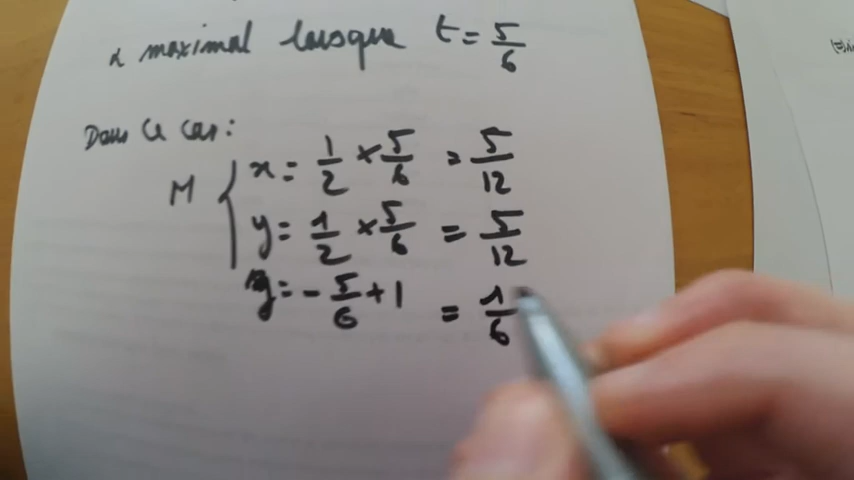 α maximal lorsque t = 5/6
Dans ce cas :
M { x = 1/2 × 5/6 = 5/12
y = 1/2 × 5/6 = 5/12
z = - 5/6 + 1 = 1/6